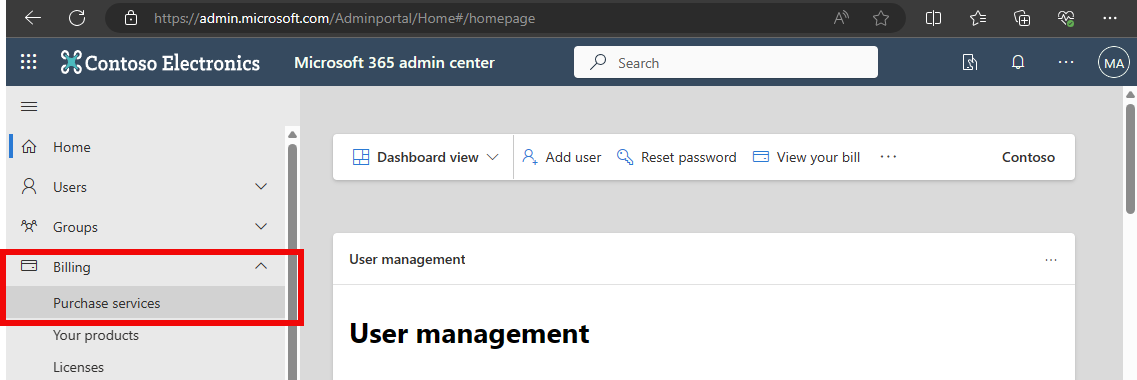 https://admin.microsoft.com/Adminportal/Home#/homepage
Contoso Electronics
Microsoft 365 admin center
Search
MA
Home
Users
Groups
Billing
Purchase services
Your products
Licenses
Dashboard view
Add user
Reset password
View your bill
Contoso
User management
User management